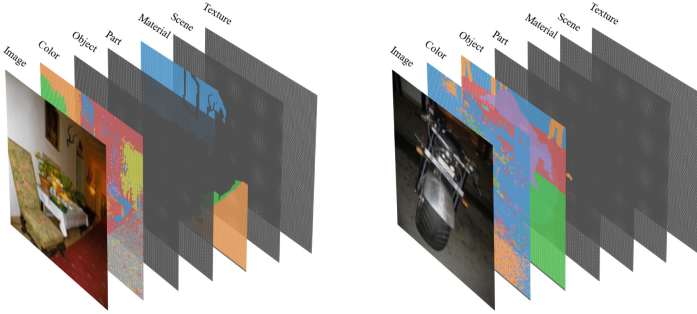 Image
Color
Object
Part
Material
Scene
Texture
Image
Color
Object
Part
Material
Scene
Texture